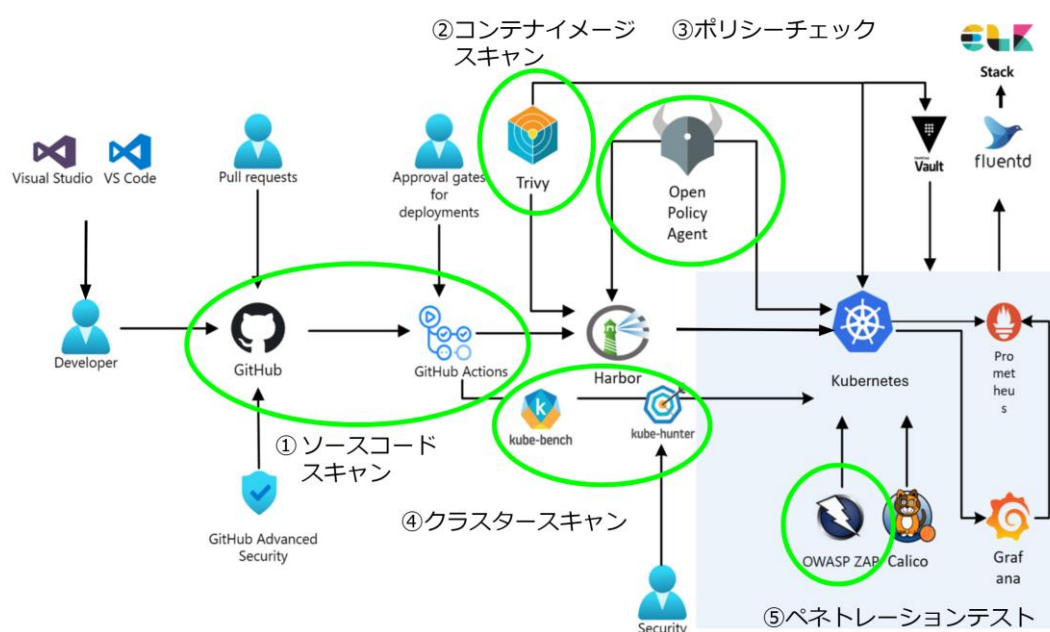 ②コンテナイメージ
スキャン
③ポリシーチェック
Stack
Visual Studio
VS Code
Pull requests
Approval gates
for
deployments
Trivy
Open
Policy
Agent
Vault
fluentd
Developer
GitHub
GitHub Actions
Harbor
Kubernetes
Pro
met
heu
s
kube-bench
kube-hunter
①ソースコード
スキャン
④クラスタースキャン
GitHub Advanced
Security
OWASP ZAP
Calico
Graf
ana
Security
⑤ペネトレーションテスト